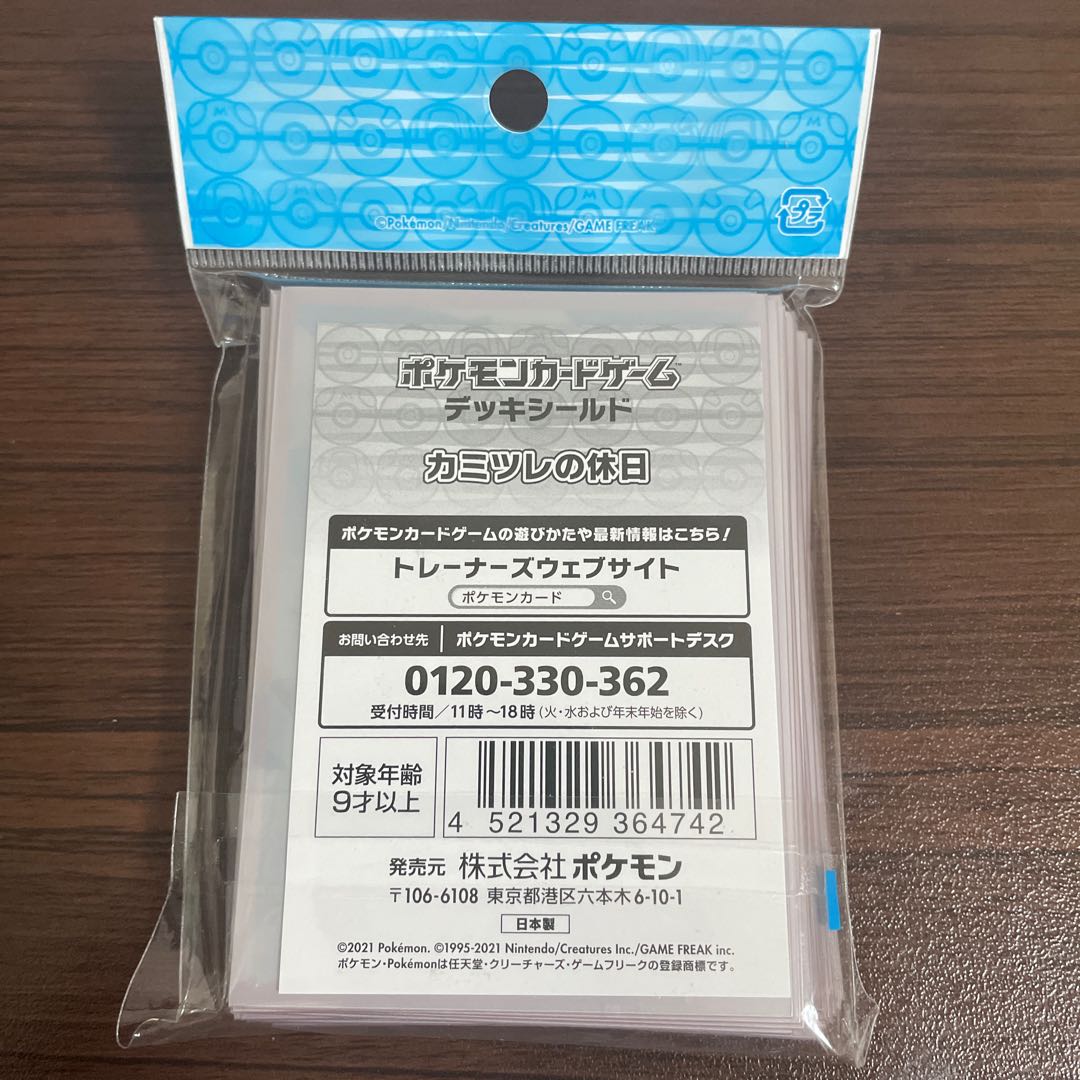 ©Pokémon/Nintendo/Creatures/GAME FREAK
プラ
ポケモンカードゲーム™
デッキシールド
カミツレの休日
ポケモンカードゲームの遊びかたや最新情報はこちら!
トレーナーズウェブサイト
ポケモンカード
お問い合わせ先 | ポケモンカードゲームサポートデスク
0120-330-362
受付時間/11時~18時(火・水および年末年始を除く)
対象年齢
9才以上
4 521329 364742
発売元 株式会社ポケモン
〒106-6108 東京都港区六本木6-10-1
日本製
©2021 Pokémon. ©1995-2021 Nintendo/Creatures Inc./GAME FREAK inc.
ポケモン・Pokémonは任天堂・クリーチャーズ・ゲームフリークの登録商標です。